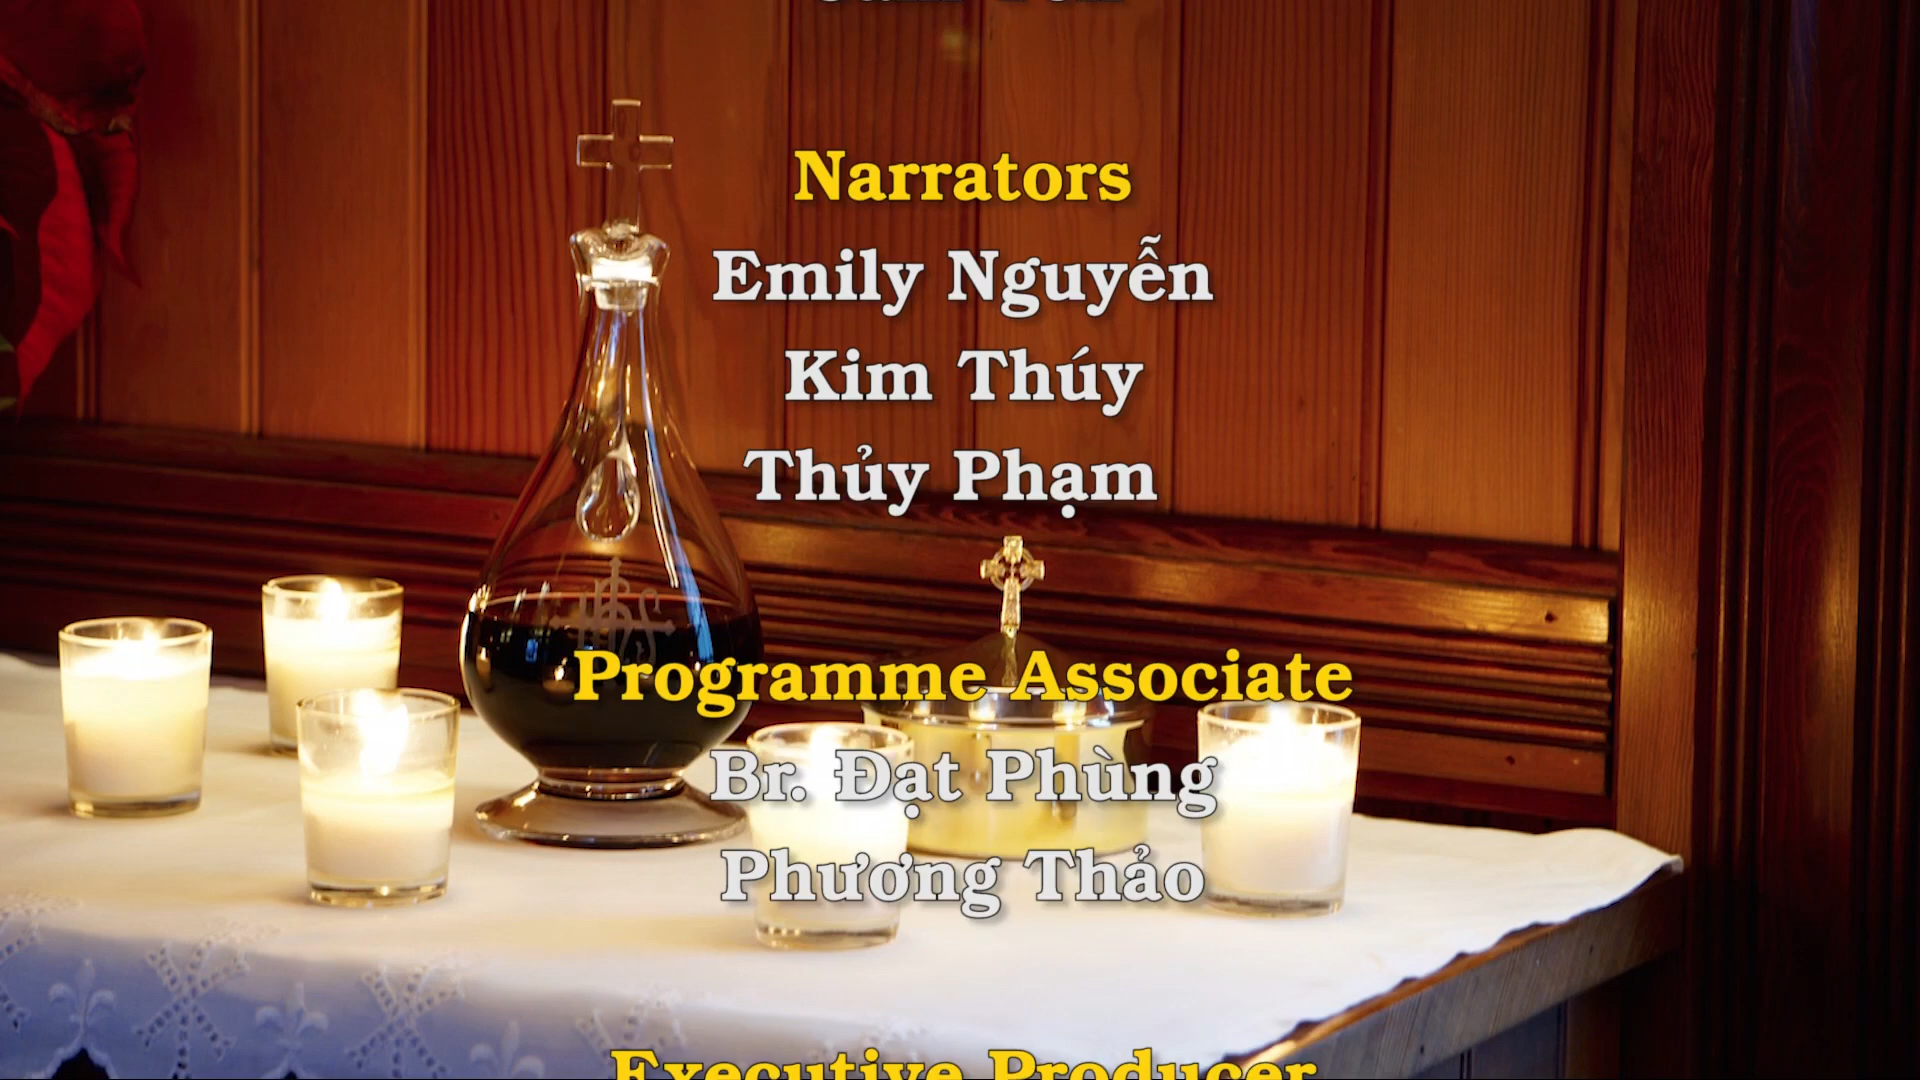 Narrators
Emily Nguyễn
Kim Thúy
Thủy Phạm
Programme Associate
Br. Đạt Phùng
Phương Thảo
Executive Producer